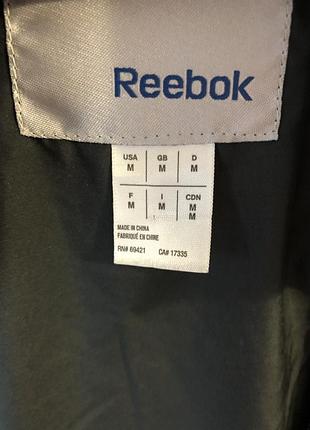 Reebok
USA GB D
M M M
F I CDN
M M M
M
MADE IN CHINA
FABRIQUÉ EN CHINE
RN# 69421 CA# 17335